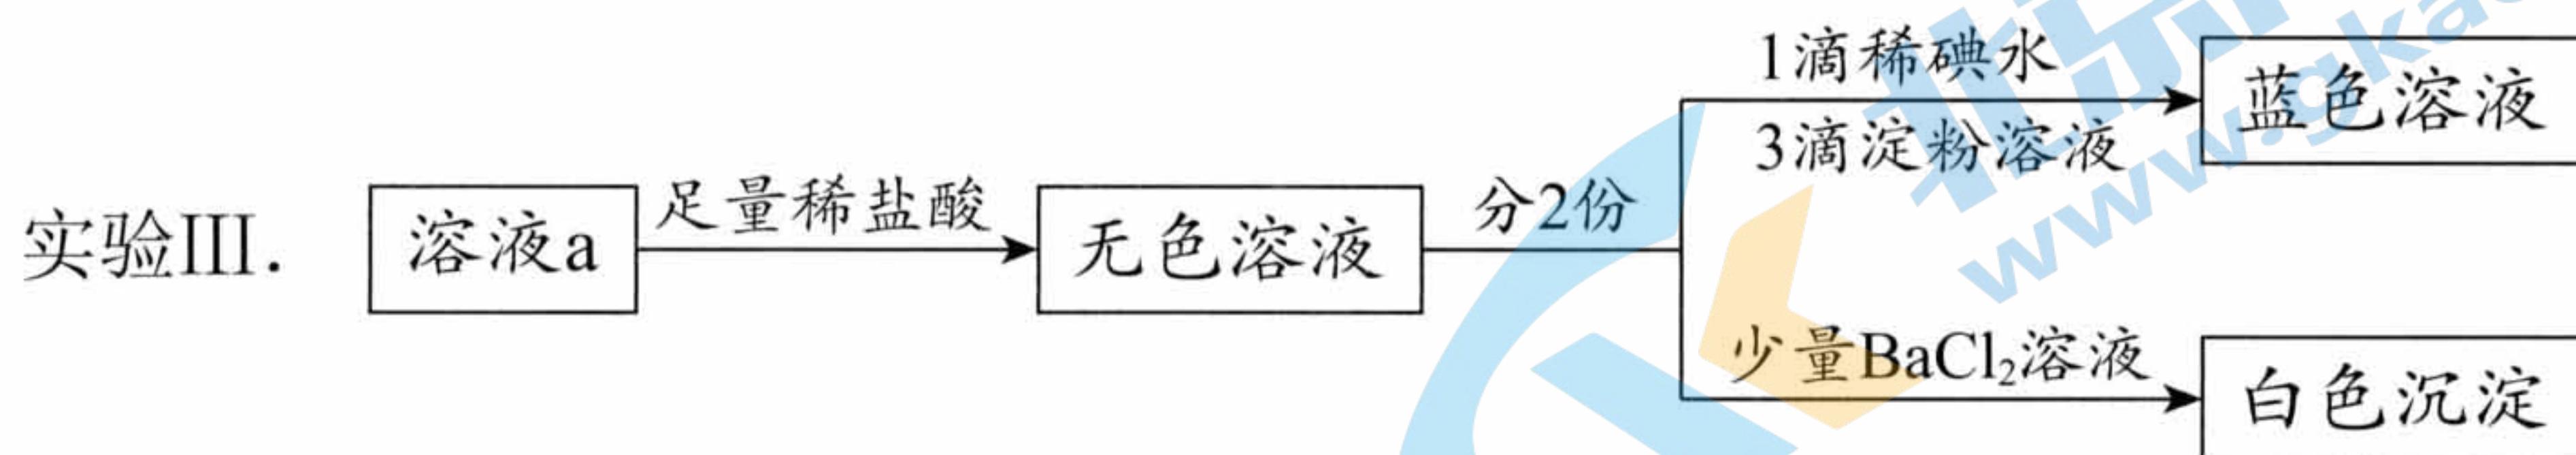 实验III.
溶液a
足量稀盐酸
无色溶液
分2份
1滴稀碘水
3滴淀粉溶液
蓝色溶液
少量BaCl₂溶液
白色沉淀
www.gkao